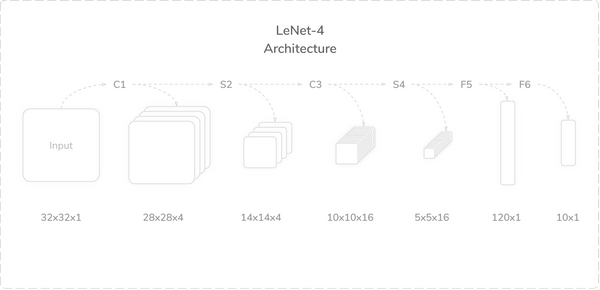 LeNet-4
Architecture
C1 S2 C3 S4 F5 F6
Input
32x32x1 28x28x4 14x14x4 10x10x16 5x5x16 120x1 10x1